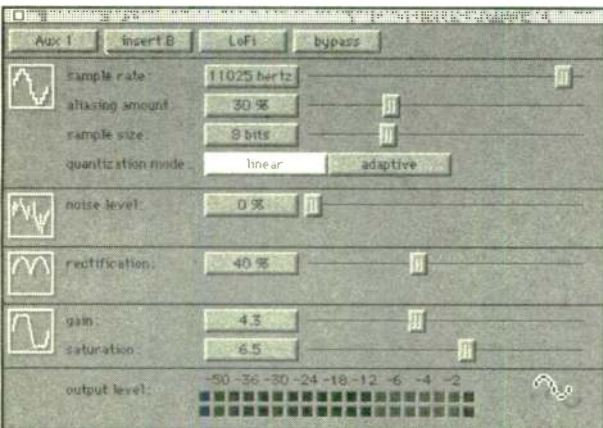 Aux 1 insert B LoFi bypass
sample rate: 11025 hertz
aliasing amount: 30 %
sample size: 8 bits
quantization mode: linear adaptive
noise level: 0 %
rectification: 40 %
gain: 4.3
saturation: 6.5
-50 -36 -30 -24 -18 -12 -6 -4 -2
output level: